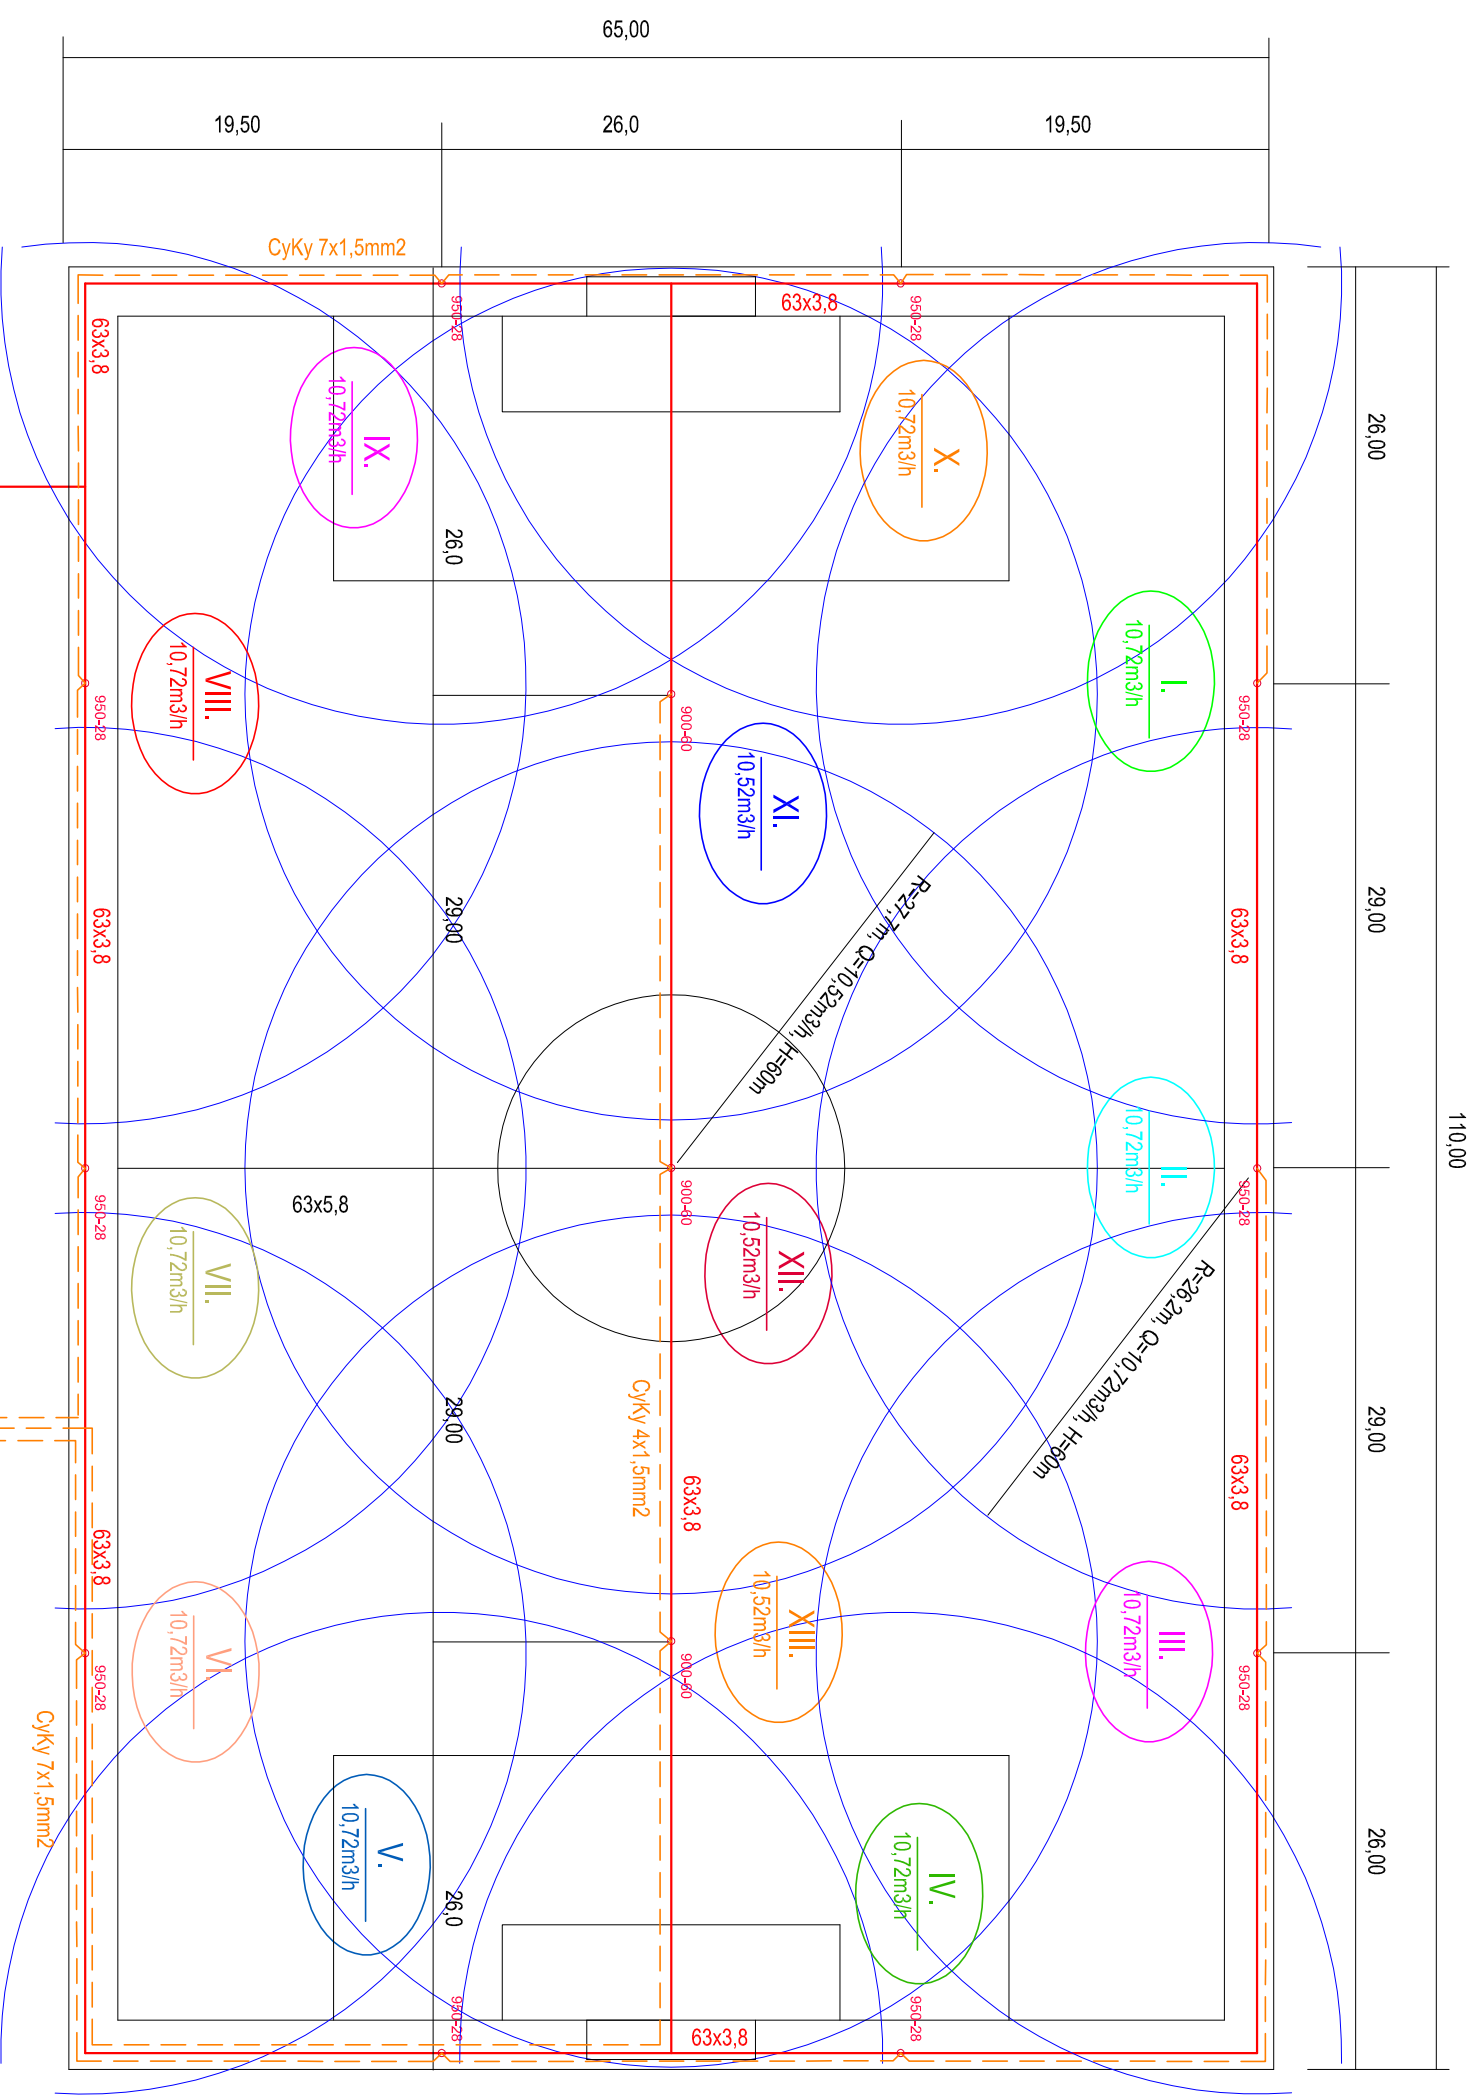 65,00
19,50
26,0
19,50
CyKy 7x1,5mm2
950-28
63x3,8
950-28
63x3,8
IX.
10,72m3/h
X.
10,72m3/h
26,00
26,0
I.
10,72m3/h
VIII.
10,72m3/h
950-28
900-60
950-28
XI.
10,52m3/h
R=27,7m, Q=10,52m3/h, H=60m
63x3,8
29,00
63x3,8
29,00
110,00
II.
10,72m3/h
950-28
63x5,8
900-60
950-28
VII.
10,72m3/h
XII.
10,52m3/h
R=26,2m, Q=10,72m3/h, H=60m
29,00
CyKy 4x1,5mm2
63x3,8
63x3,8
29,00
63x3,8
VI.
10,72m3/h
XIII.
10,52m3/h
III.
10,72m3/h
950-28
900-60
950-28
CyKy 7x1,5mm2
V.
10,72m3/h
26,0
IV.
10,72m3/h
26,00
950-28
63x3,8
950-28